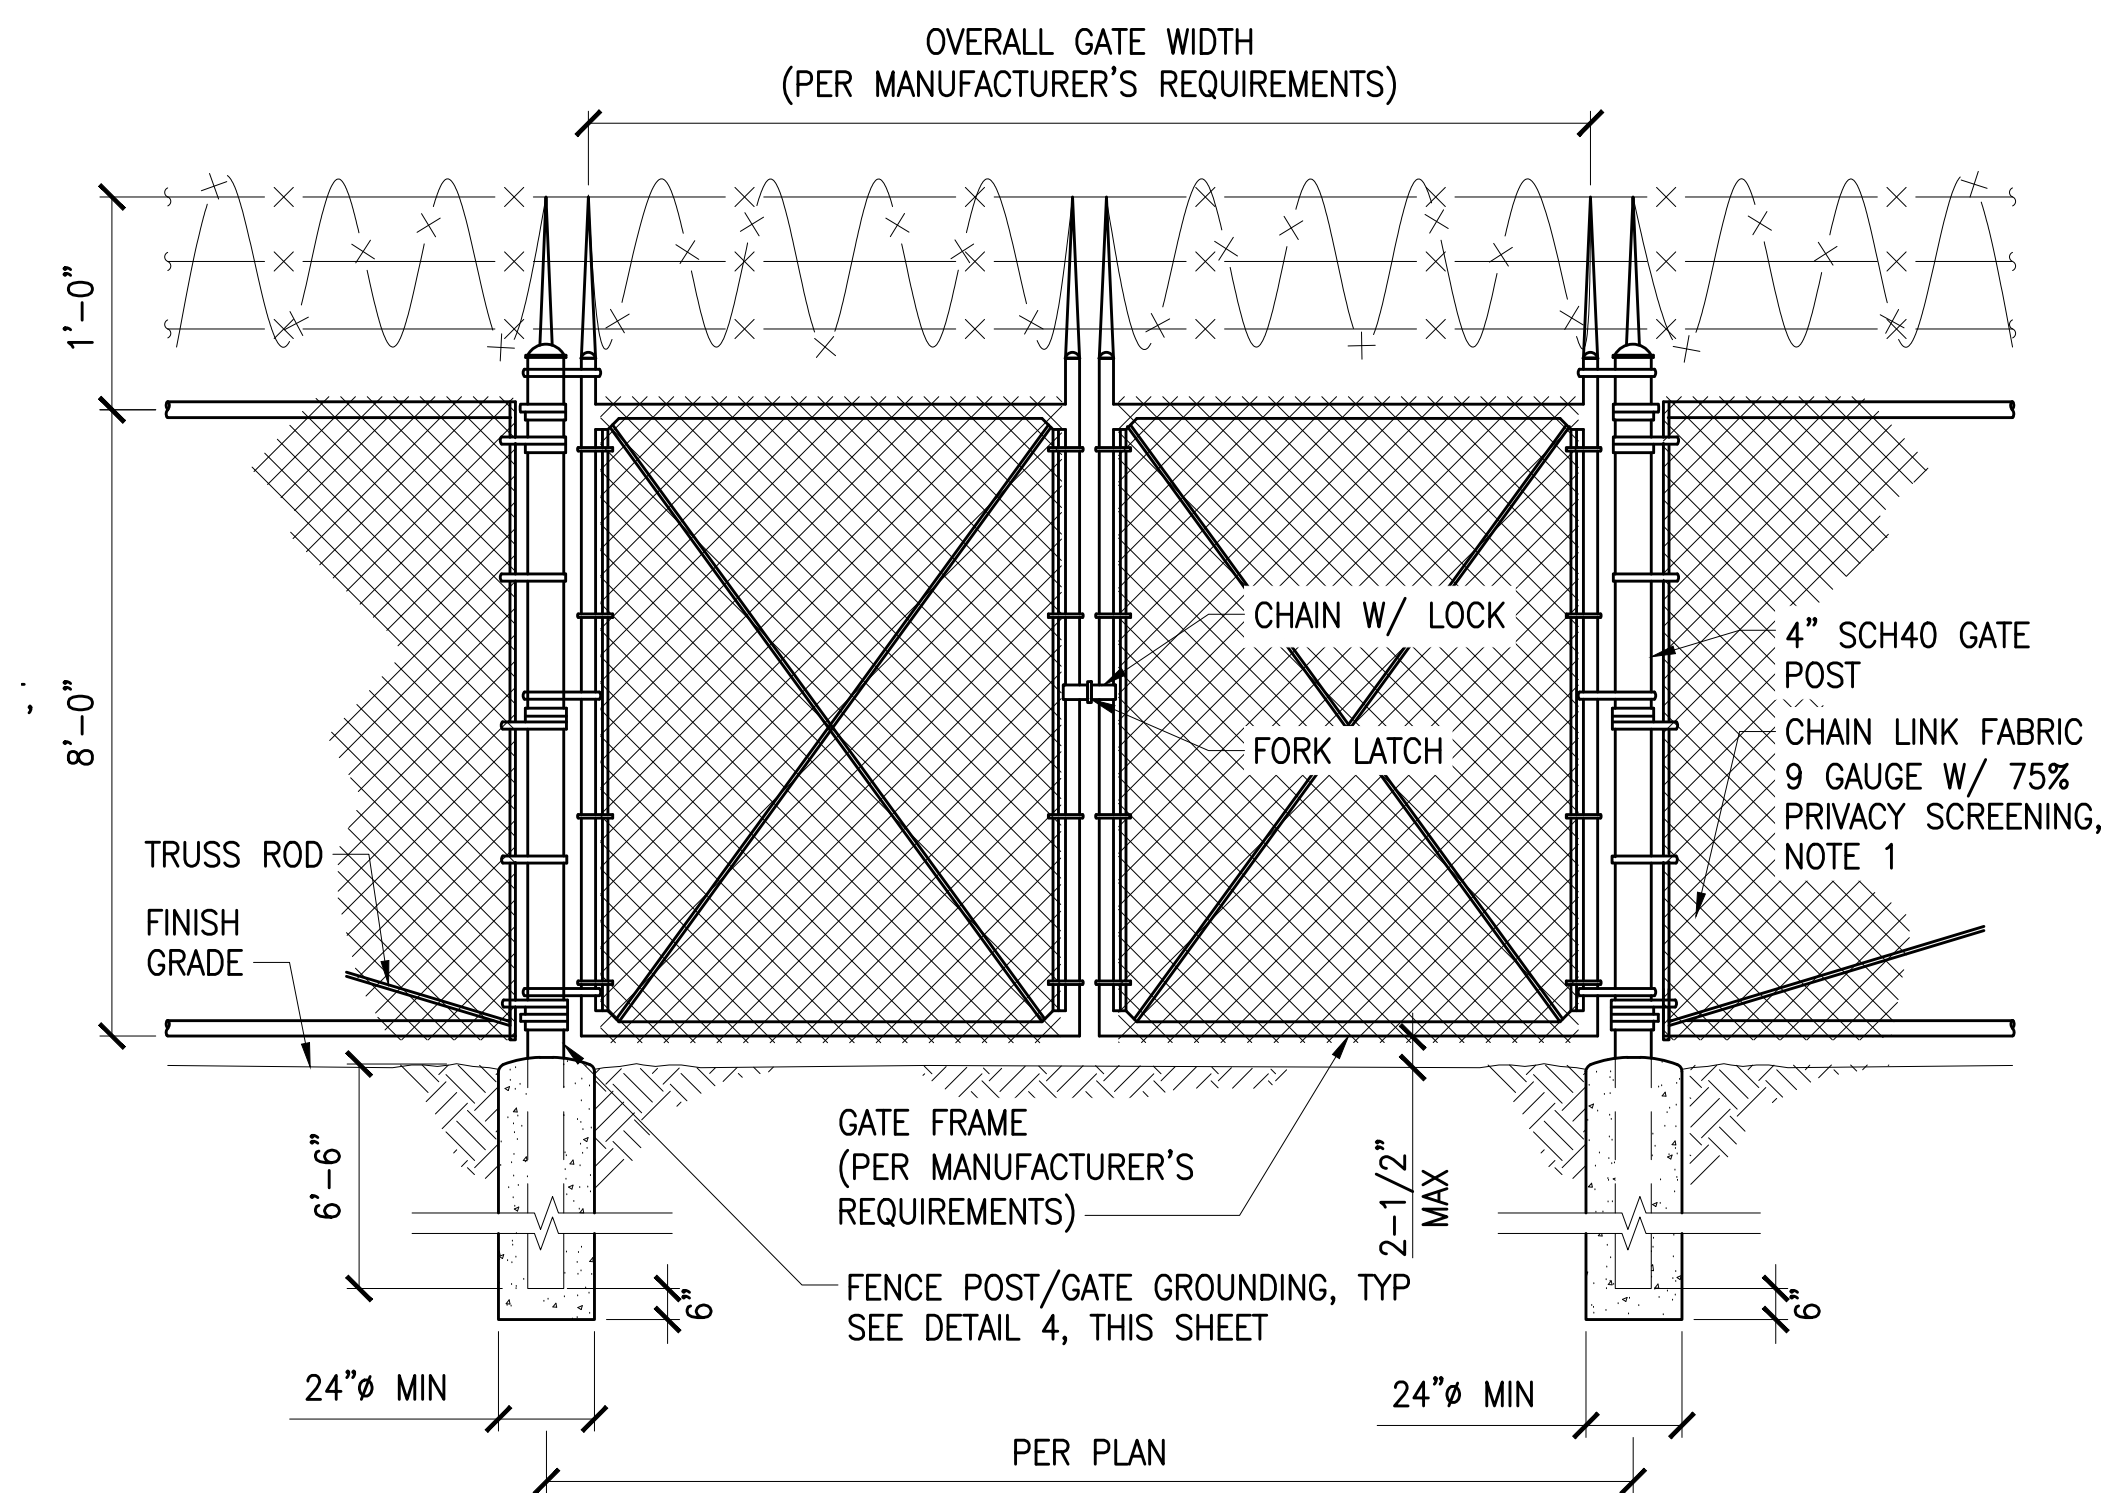 OVERALL GATE WIDTH
(PER MANUFACTURER'S REQUIREMENTS)
1'-0"
8'-0"
CHAIN W/ LOCK
4" SCH40 GATE
POST
FORK LATCH
CHAIN LINK FABRIC
9 GAUGE W/ 75%
PRIVACY SCREENING,
NOTE 1
TRUSS ROD
FINISH
GRADE
6'-6"
GATE FRAME
(PER MANUFACTURER'S
REQUIREMENTS)
2-1/2"
MAX
FENCE POST/GATE GROUNDING, TYP
SEE DETAIL 4, THIS SHEET
6"
6"
24"ø MIN
24"ø MIN
PER PLAN